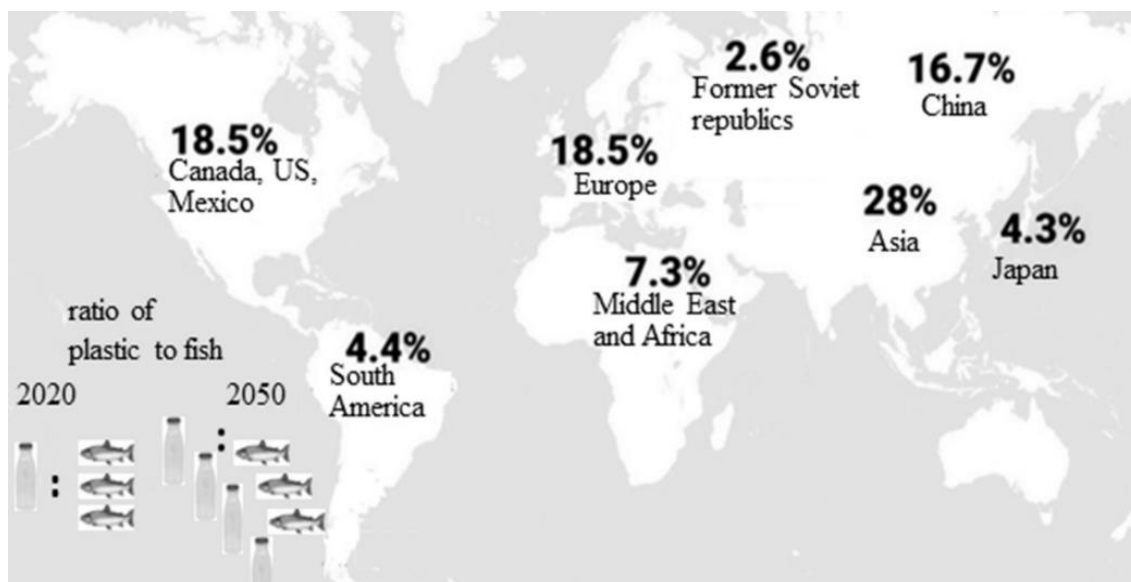 2.6%
Former Soviet
republics
16.7%
China
18.5%
Canada, US,
Mexico
18.5%
Europe
28%
Asia
4.3%
Japan
7.3%
Middle East
and Africa
ratio of
plastic to fish
4.4%
South
America
2020
2050
:
: